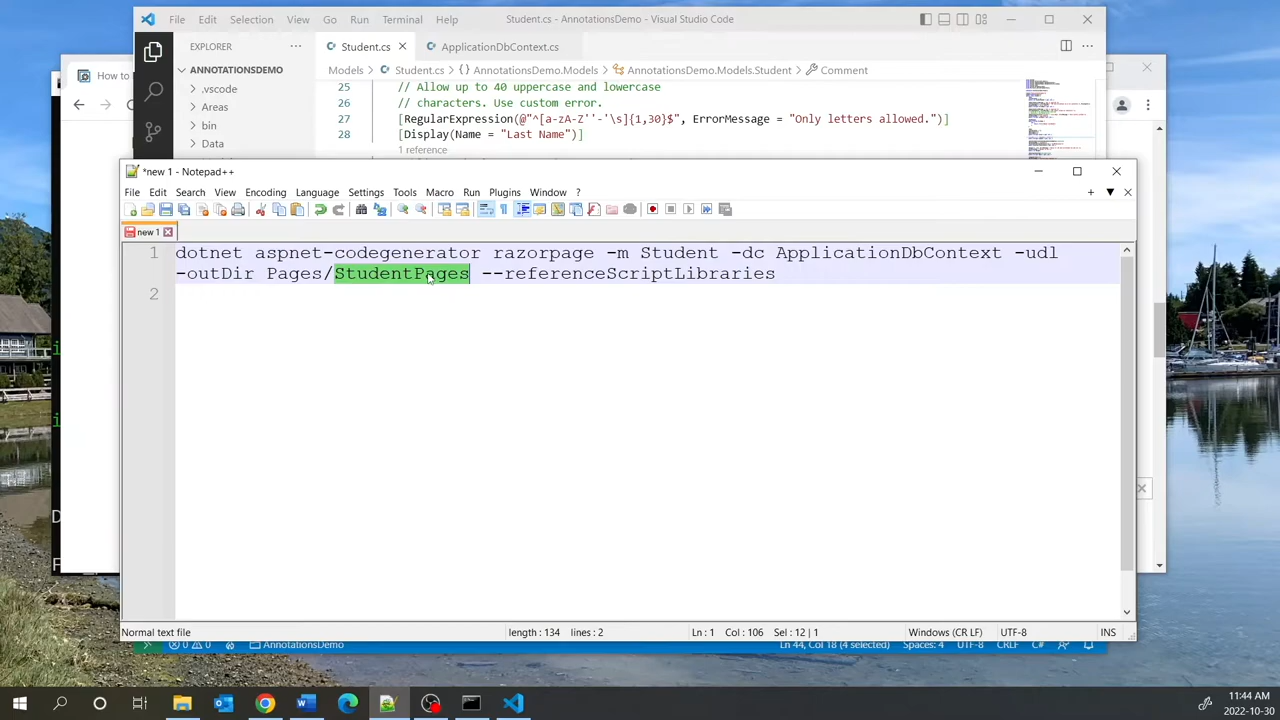 File Edit Selection View Go Run Terminal Help Student.cs - AnnotationsDemo - Visual Studio Code
EXPLORER
Student.cs
ApplicationDbContext.cs
How to
ANNOTATIONSDEMO
Models > Student.cs > {} AnnotationsDemo.Models > AnnotationsDemo.Models.Student > Comment
.vscode
Areas
bin
Data
25 // Allow up to 40 uppercase and lowercase
26 // characters. Use custom error.
27 [RegularExpression(@"^[a-zA-Z''-'\s]{1,30}$", ErrorMessage = "Only letters allowed.")]
28 [Display(Name = "Last Name")]
1 reference
*new 1 - Notepad++
File Edit Search View Encoding Language Settings Tools Macro Run Plugins Window ?
new 1
1 dotnet aspnet-codegenerator razorpage -m Student -dc ApplicationDbContext -udl
-outDir Pages/StudentPages --referenceScriptLibraries
2
Normal text file length : 134 lines : 2 Ln : 1 Col : 106 Sel : 12 | 1 Windows (CR LF) UTF-8 INS
0 0 AnnotationsDemo Ln 44, Col 18 (4 selected) Spaces: 4 UTF-8 CRLF C#
11:44 AM
2022-10-30